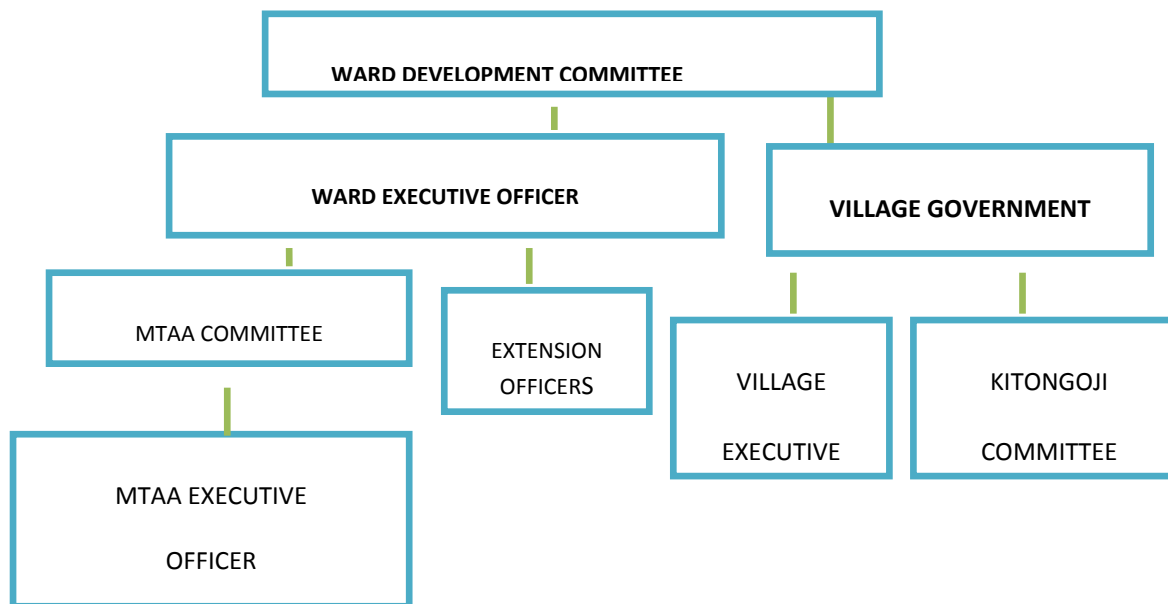 WARD DEVELOPMENT COMMITTEE
WARD EXECUTIVE OFFICER
VILLAGE GOVERNMENT
MTAA COMMITTEE
EXTENSION
OFFICERS
VILLAGE
EXECUTIVE
KITONGOJI
COMMITTEE
MTAA EXECUTIVE
OFFICER